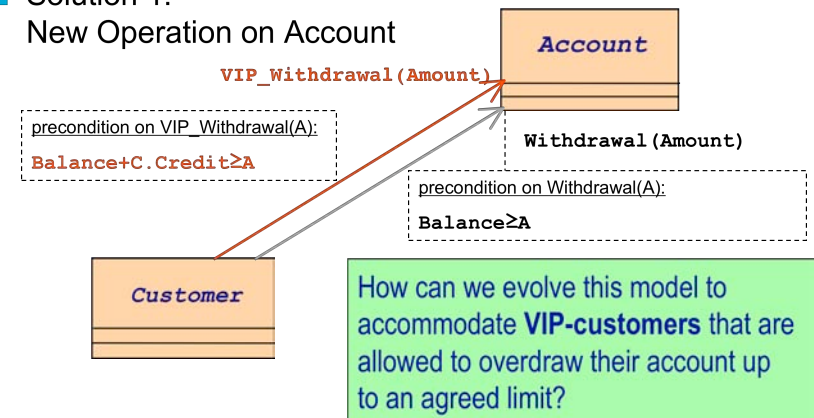 Solution 1:
New Operation on Account
Account
VIP_Withdrawal(Amount)
precondition on VIP_Withdrawal(A):
Balance+C.Credit≥A
Withdrawal(Amount)
precondition on Withdrawal(A):
Balance≥A
Customer
How can we evolve this model to
accommodate VIP-customers that are
allowed to overdraw their account up
to an agreed limit?